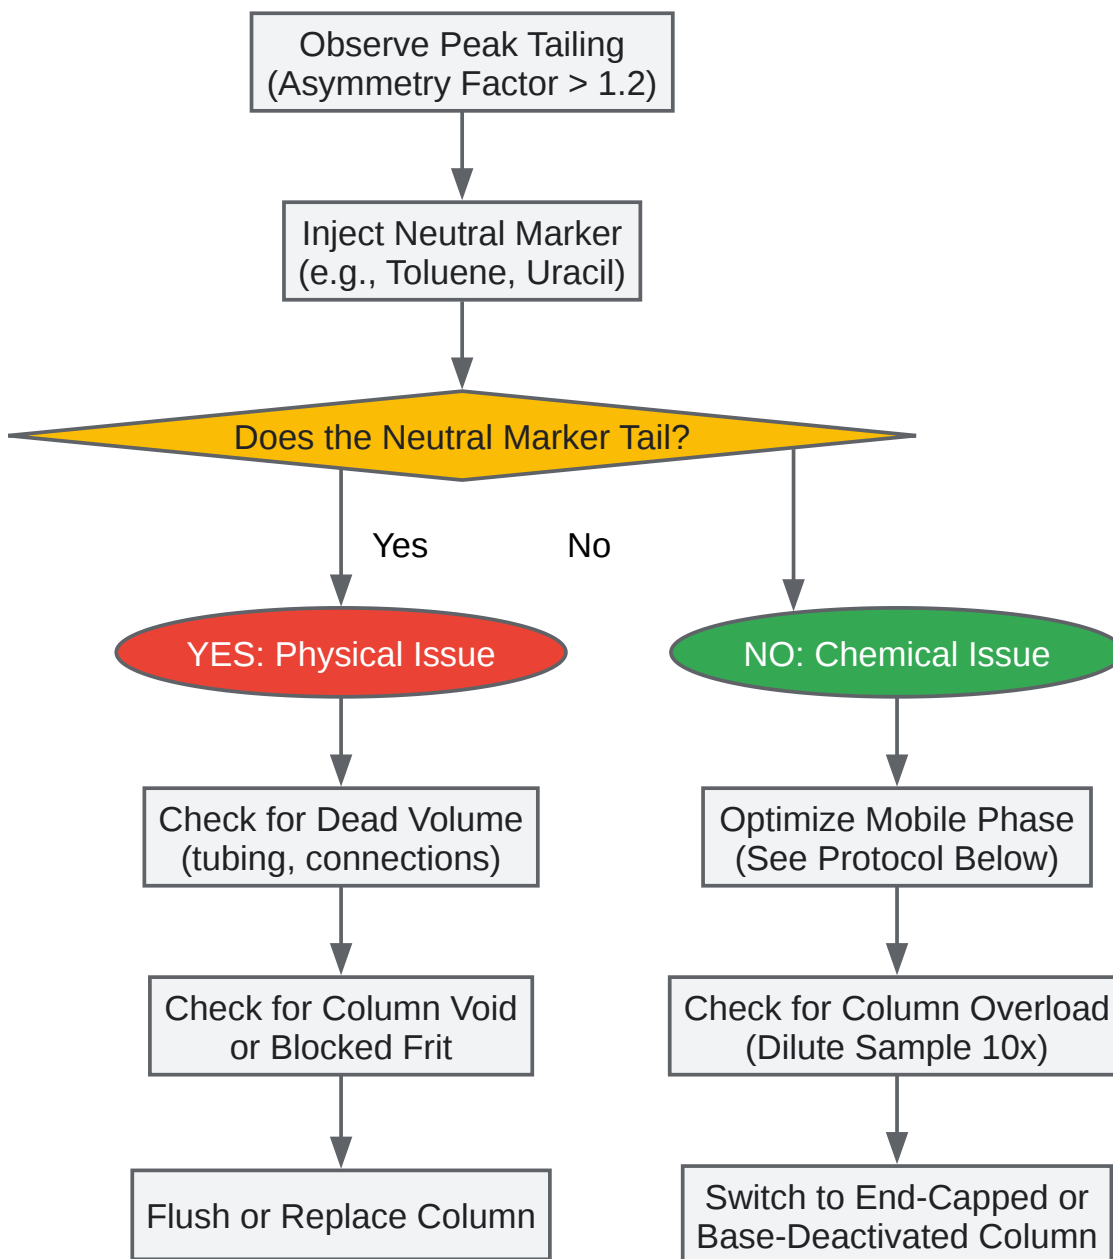 Observe Peak Tailing
(Asymmetry Factor > 1.2)
Inject Neutral Marker
(e.g., Toluene, Uracil)
Does the Neutral Marker Tail?
Yes
No
YES: Physical Issue
NO: Chemical Issue
Check for Dead Volume
(tubing, connections)
Optimize Mobile Phase
(See Protocol Below)
Check for Column Void
or Blocked Frit
Check for Column Overload
(Dilute Sample 10x)
Flush or Replace Column
Switch to End-Capped or
Base-Deactivated Column